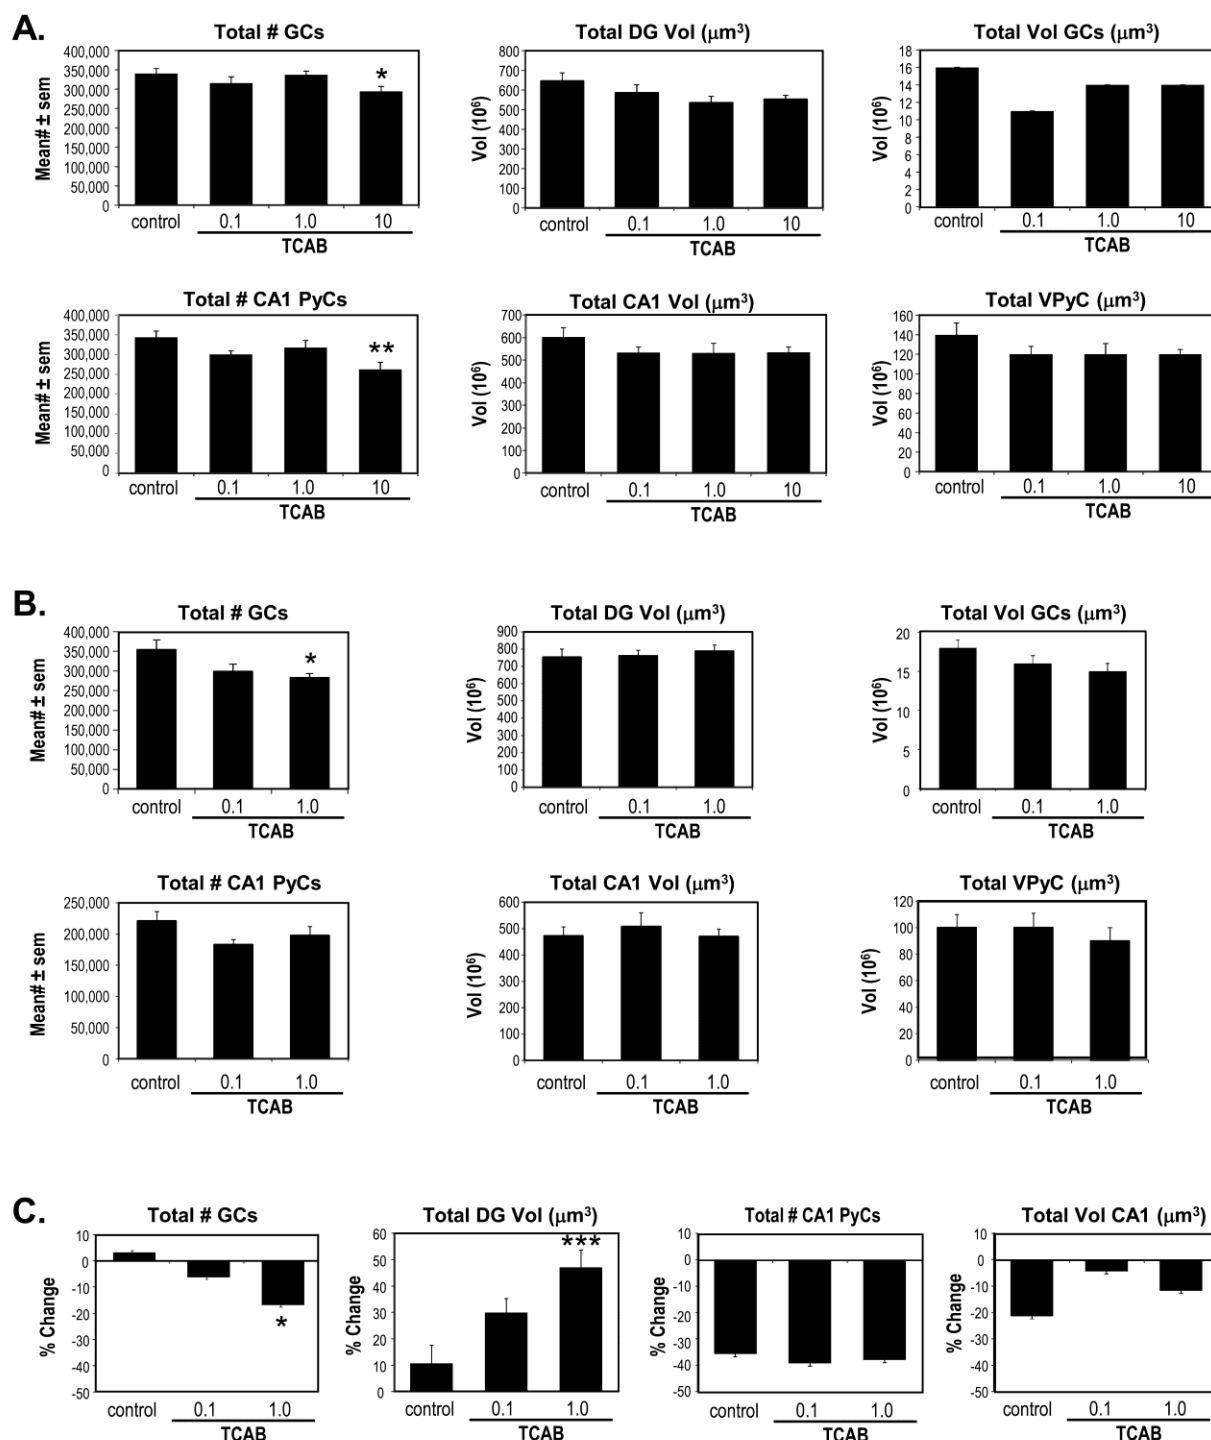 A.
Total # GCs
Mean# ± sem
400,000
350,000
300,000
250,000
200,000
150,000
100,000
50,000
0
*
control 0.1 1.0 10
TCAB
Total DG Vol (μm³)
Vol (10⁶)
800
700
600
500
400
300
200
100
0
control 0.1 1.0 10
TCAB
Total Vol GCs (μm³)
Vol (10⁶)
18
16
14
12
10
8
6
4
2
0
control 0.1 1.0 10
TCAB
Total # CA1 PyCs
Mean# ± sem
400,000
350,000
300,000
250,000
200,000
150,000
100,000
50,000
0
**
control 0.1 1.0 10
TCAB
Total CA1 Vol (μm³)
Vol (10⁶)
700
600
500
400
300
200
100
0
control 0.1 1.0 10
TCAB
Total VPyC (μm³)
Vol (10⁶)
160
140
120
100
80
60
40
20
0
control 0.1 1.0 10
TCAB
B.
Total # GCs
Mean# ± sem
400,000
350,000
300,000
250,000
200,000
150,000
100,000
50,000
0
*
control 0.1 1.0
TCAB
Total DG Vol (μm³)
Vol (10⁶)
900
800
700
600
500
400
300
200
100
0
control 0.1 1.0
TCAB
Total Vol GCs (μm³)
Vol (10⁶)
20
15
10
5
0
control 0.1 1.0
TCAB
Total # CA1 PyCs
Mean# ± sem
250,000
200,000
150,000
100,000
50,000
0
control 0.1 1.0
TCAB
Total CA1 Vol (μm³)
Vol (10⁶)
600
500
400
300
200
100
0
control 0.1 1.0
TCAB
Total VPyC (μm³)
Vol (10⁶)
120
100
80
60
40
20
0
control 0.1 1.0
TCAB
C.
Total # GCs
% Change
10
0
-10
-20
-30
-40
-50
*
control 0.1 1.0
TCAB
Total DG Vol (μm³)
% Change
60
50
40
30
20
10
0
***
control 0.1 1.0
TCAB
Total # CA1 PyCs
% Change
10
0
-10
-20
-30
-40
-50
control 0.1 1.0
TCAB
Total Vol CA1 (μm³)
% Change
10
0
-10
-20
-30
-40
-50
control 0.1 1.0
TCAB